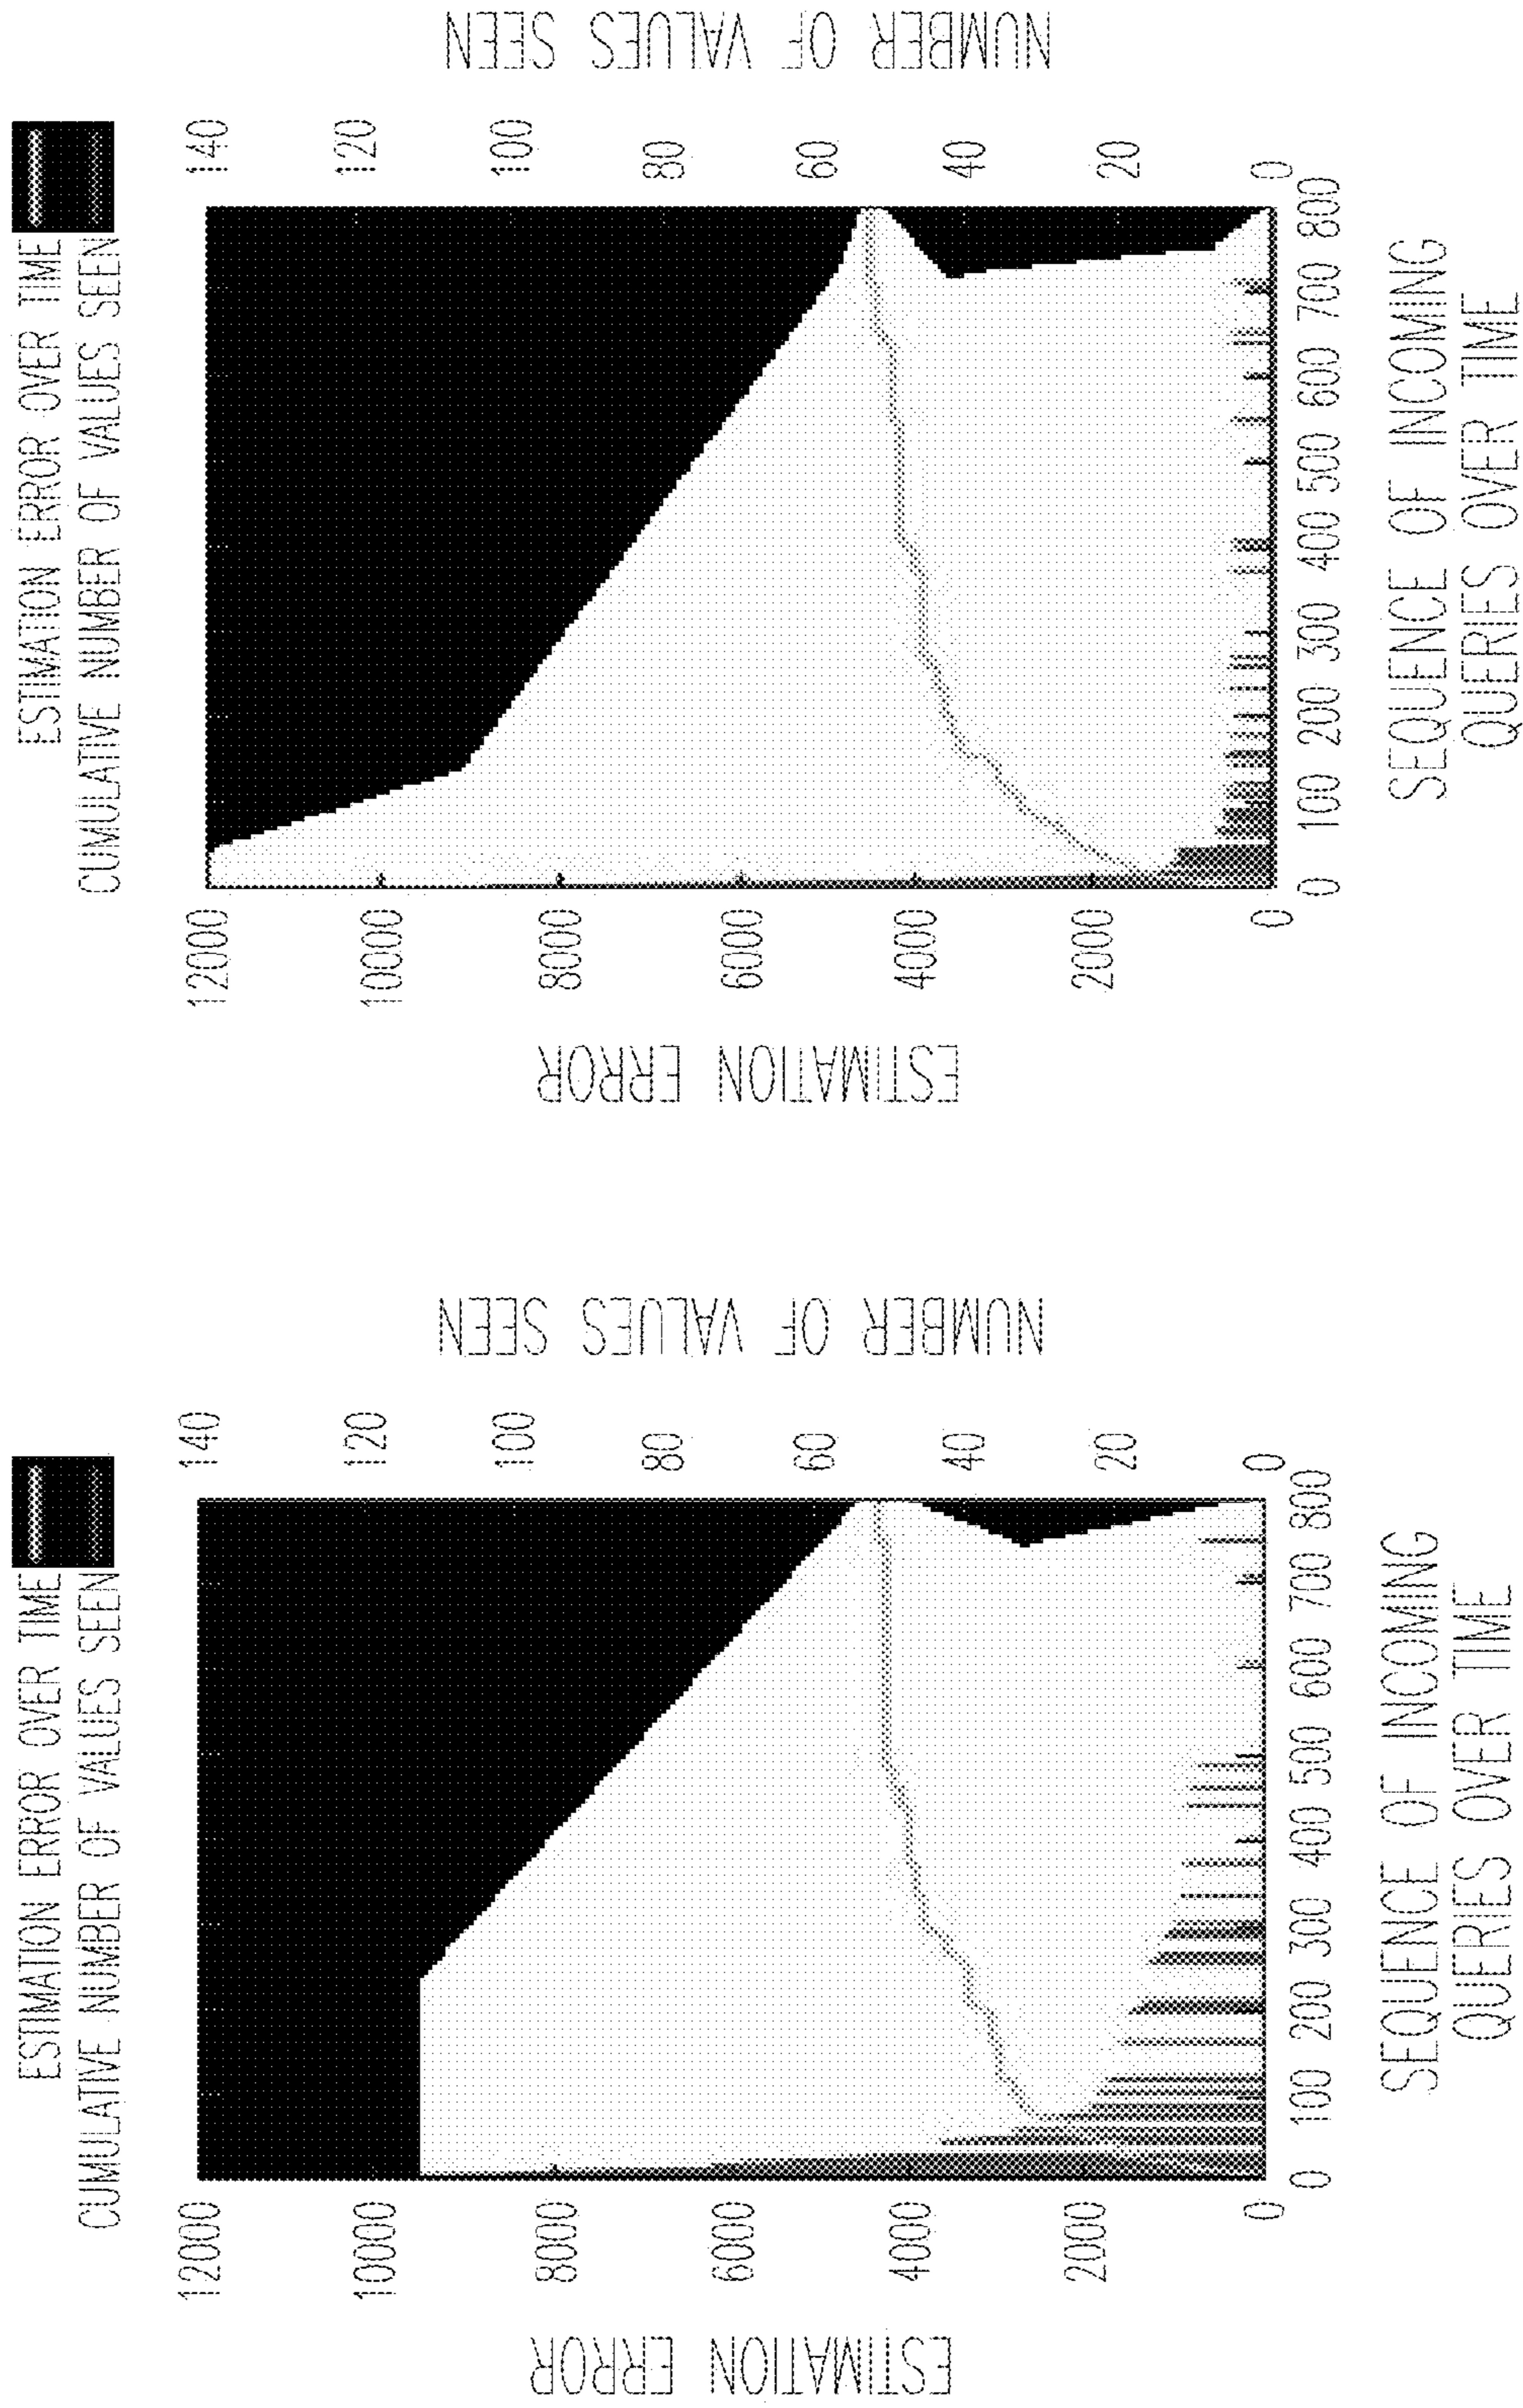 ESTIMATION ERROR OVER TIME
CUMULATIVE NUMBER OF VALUES SEEN
12000
10000
8000
6000
4000
2000
0
ESTIMATION ERROR
140
120
100
80
60
40
20
0
NUMBER OF VALUES SEEN
0 100 200 300 400 500 600 700 800
SEQUENCE OF INCOMING
QUERIES OVER TIME
ESTIMATION ERROR OVER TIME
CUMULATIVE NUMBER OF VALUES SEEN
12000
10000
8000
6000
4000
2000
0
ESTIMATION ERROR
140
120
100
80
60
40
20
0
NUMBER OF VALUES SEEN
0 100 200 300 400 500 600 700 800
SEQUENCE OF INCOMING
QUERIES OVER TIME